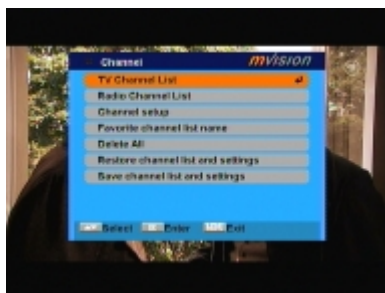 Channel
mvision
TV Channel List
Radio Channel List
Channel setup
Favorite channel list name
Delete All
Restore channel list and settings
Save channel list and settings
Select Enter Exit